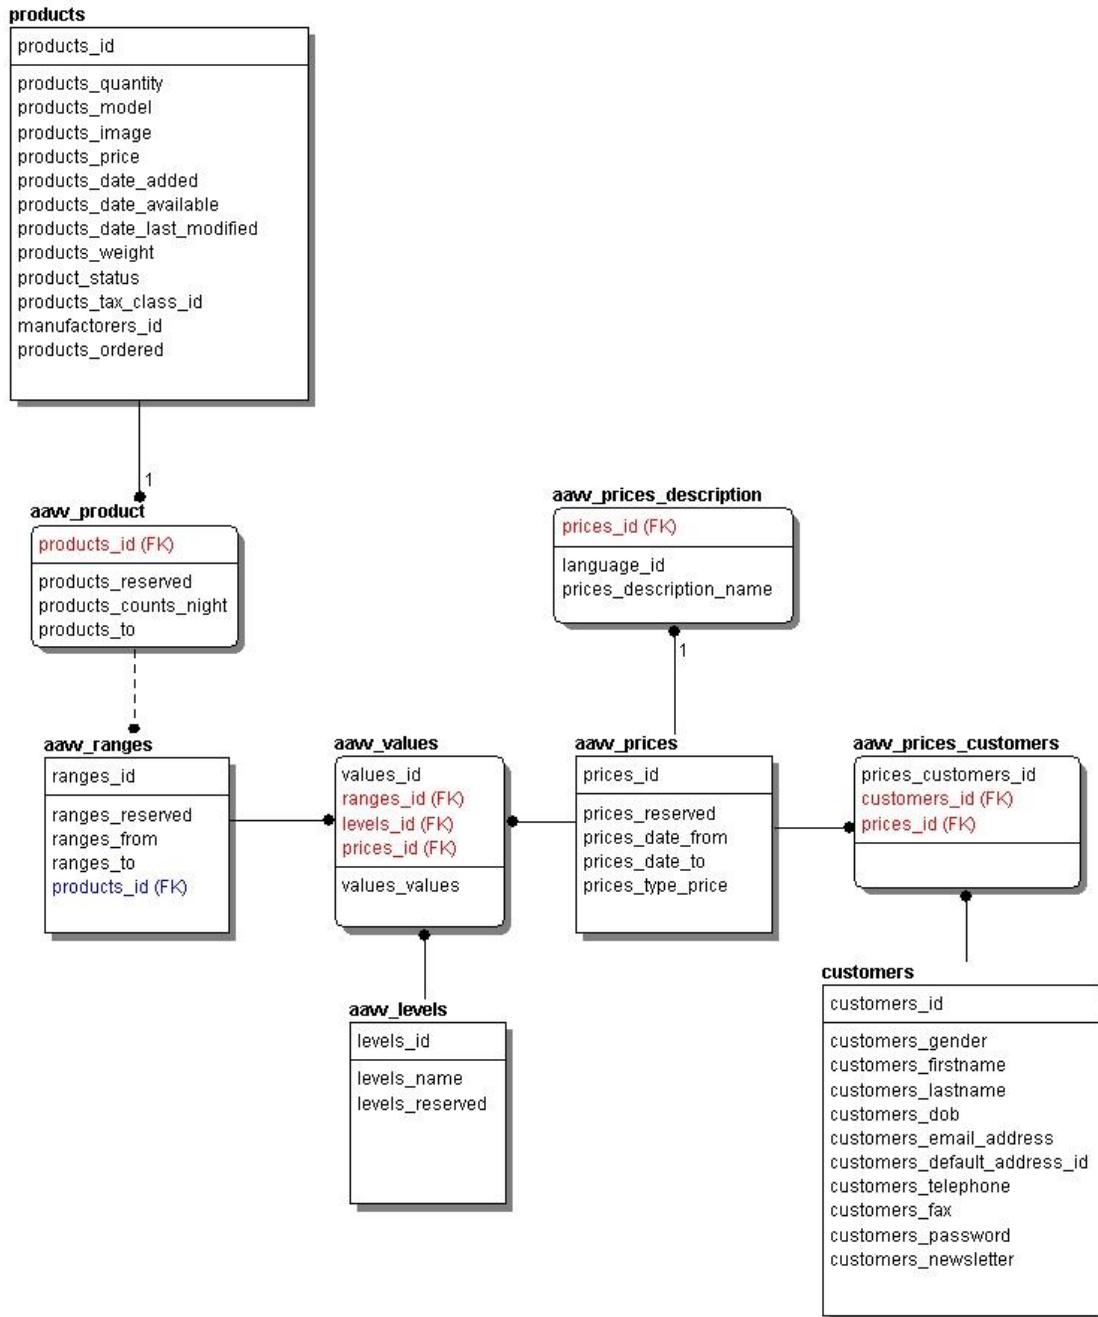 products
products_id
products_quantity
products_model
products_image
products_price
products_date_added
products_date_available
products_date_last_modified
products_weight
product_status
products_tax_class_id
manufactorers_id
products_ordered
1
aavv_product
products_id (FK)
products_reserved
products_counts_night
products_to
aavv_prices_description
prices_id (FK)
language_id
prices_description_name
1
aavv_ranges
ranges_id
ranges_reserved
ranges_from
ranges_to
products_id (FK)
aavv_values
values_id
ranges_id (FK)
levels_id (FK)
prices_id (FK)
values_values
aavv_prices
prices_id
prices_reserved
prices_date_from
prices_date_to
prices_type_price
aavv_prices_customers
prices_customers_id
customers_id (FK)
prices_id (FK)
aavv_levels
levels_id
levels_name
levels_reserved
customers
customers_id
customers_gender
customers_firstname
customers_lastname
customers_dob
customers_email_address
customers_default_address_id
customers_telephone
customers_fax
customers_password
customers_newsletter